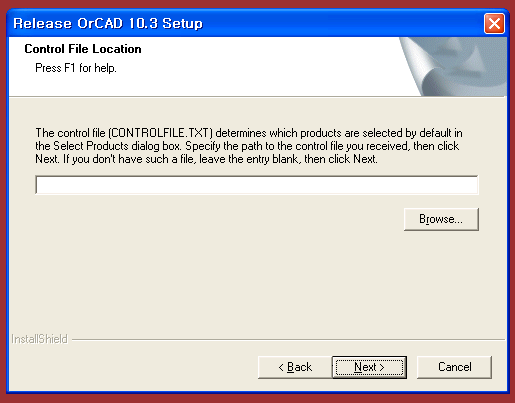 Release OrCAD 10.3 Setup
Control File Location
Press F1 for help.
The control file (CONTROLFILE.TXT) determines which products are selected by default in
the Select Products dialog box. Specify the path to the control file you received, then click
Next. If you don't have such a file, leave the entry blank, then click Next.
Browse...
InstallShield
< Back
Next >
Cancel